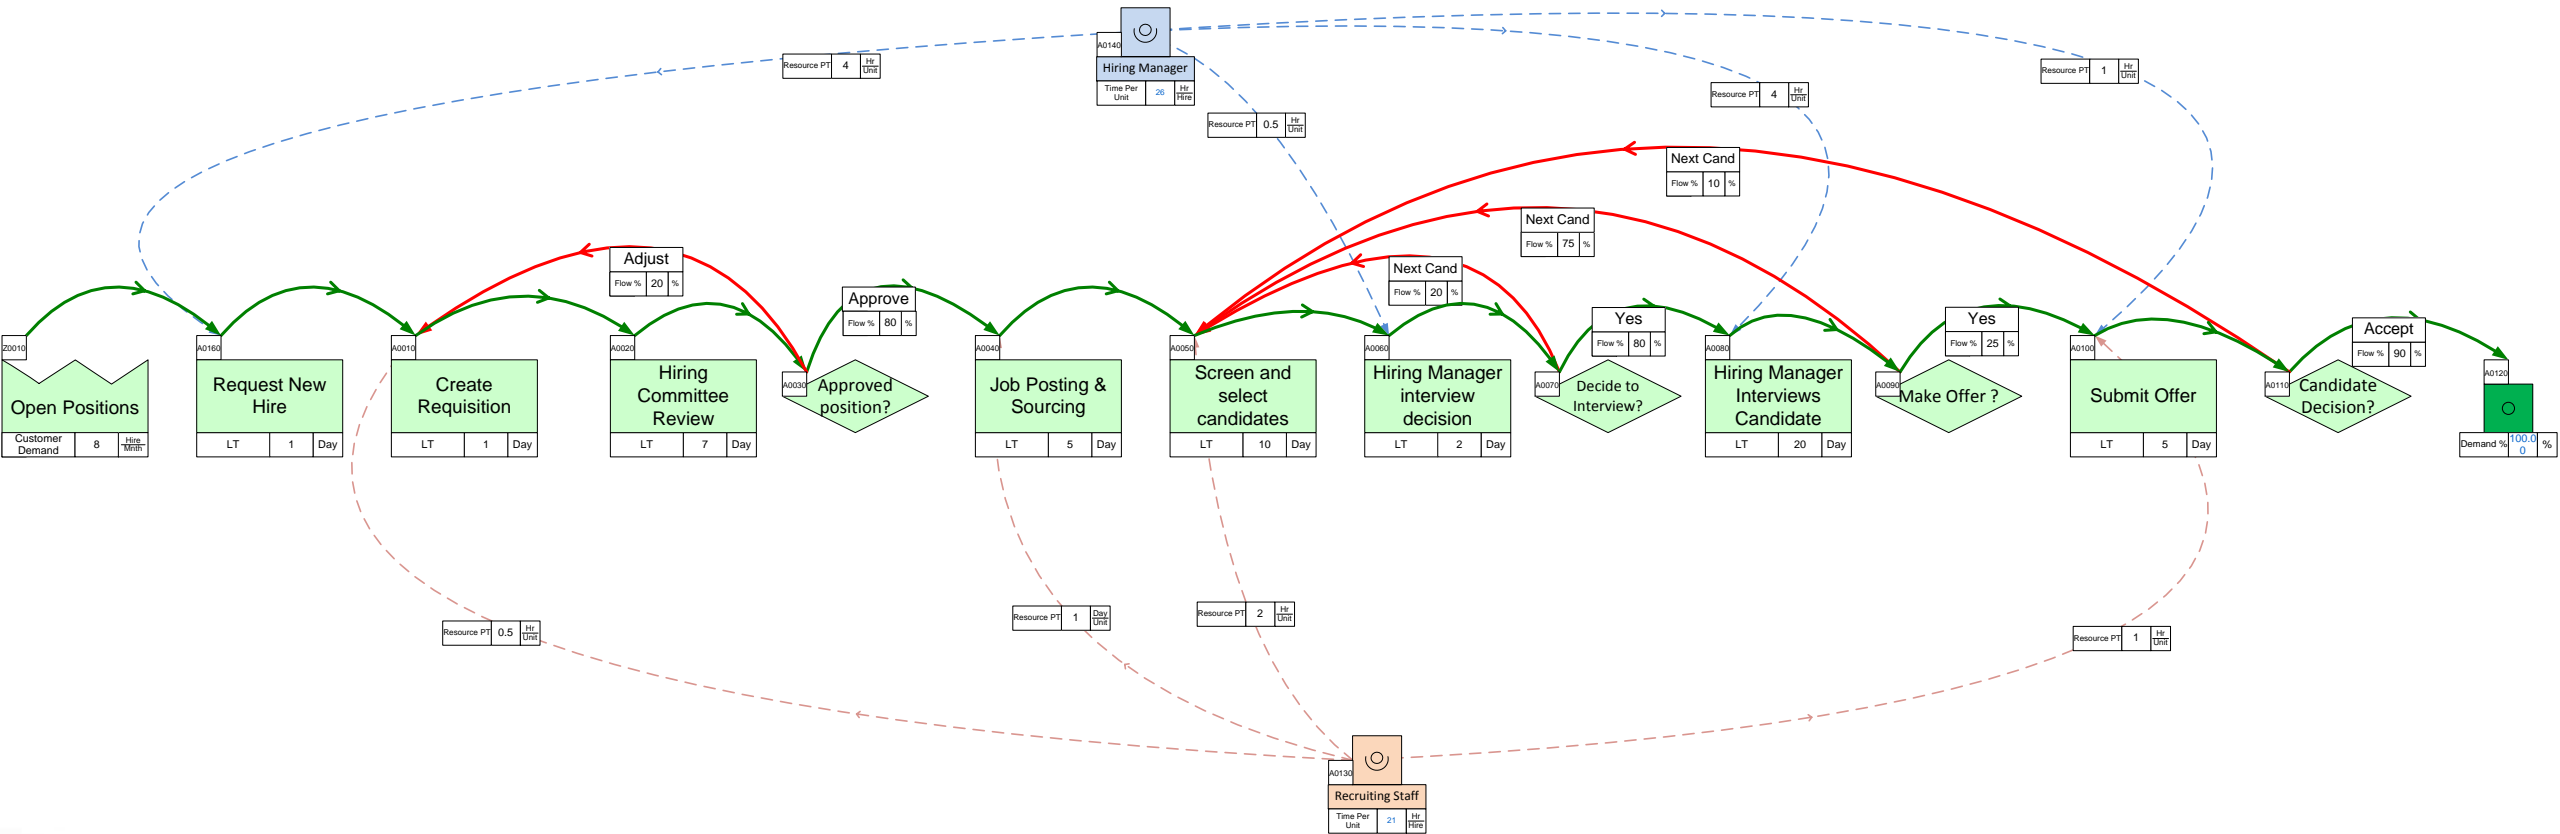 A0140
Hiring Manager
Time Per Unit 26 Hr Hire
Resource PT 4 Hr Unit
Resource PT 0.5 Hr Unit
Resource PT 4 Hr Unit
Resource PT 1 Hr Unit
Next Cand
Flow % 10 %
Next Cand
Flow % 75 %
Next Cand
Flow % 20 %
Adjust
Flow % 20 %
Approve
Flow % 80 %
Yes
Flow % 80 %
Yes
Flow % 25 %
Accept
Flow % 90 %
Z0010
Open Positions
Customer Demand 8 Hire Mnth
A0160
Request New
Hire
LT 1 Day
A0010
Create
Requisition
LT 1 Day
A0020
Hiring
Committee
Review
LT 7 Day
A0030
Approved
position?
A0040
Job Posting &
Sourcing
LT 5 Day
A0050
Screen and
select
candidates
LT 10 Day
A0060
Hiring Manager
interview
decision
LT 2 Day
A0070
Decide to
Interview?
A0080
Hiring Manager
Interviews
Candidate
LT 20 Day
A0090
Make Offer ?
A0100
Submit Offer
LT 5 Day
A0110
Candidate
Decision?
A0120
Demand % 100.00 %
Resource PT 0.5 Hr Unit
Resource PT 1 Day Unit
Resource PT 2 Hr Unit
Resource PT 1 Hr Unit
A0130
Recruiting Staff
Time Per Unit 21 Hr Hire